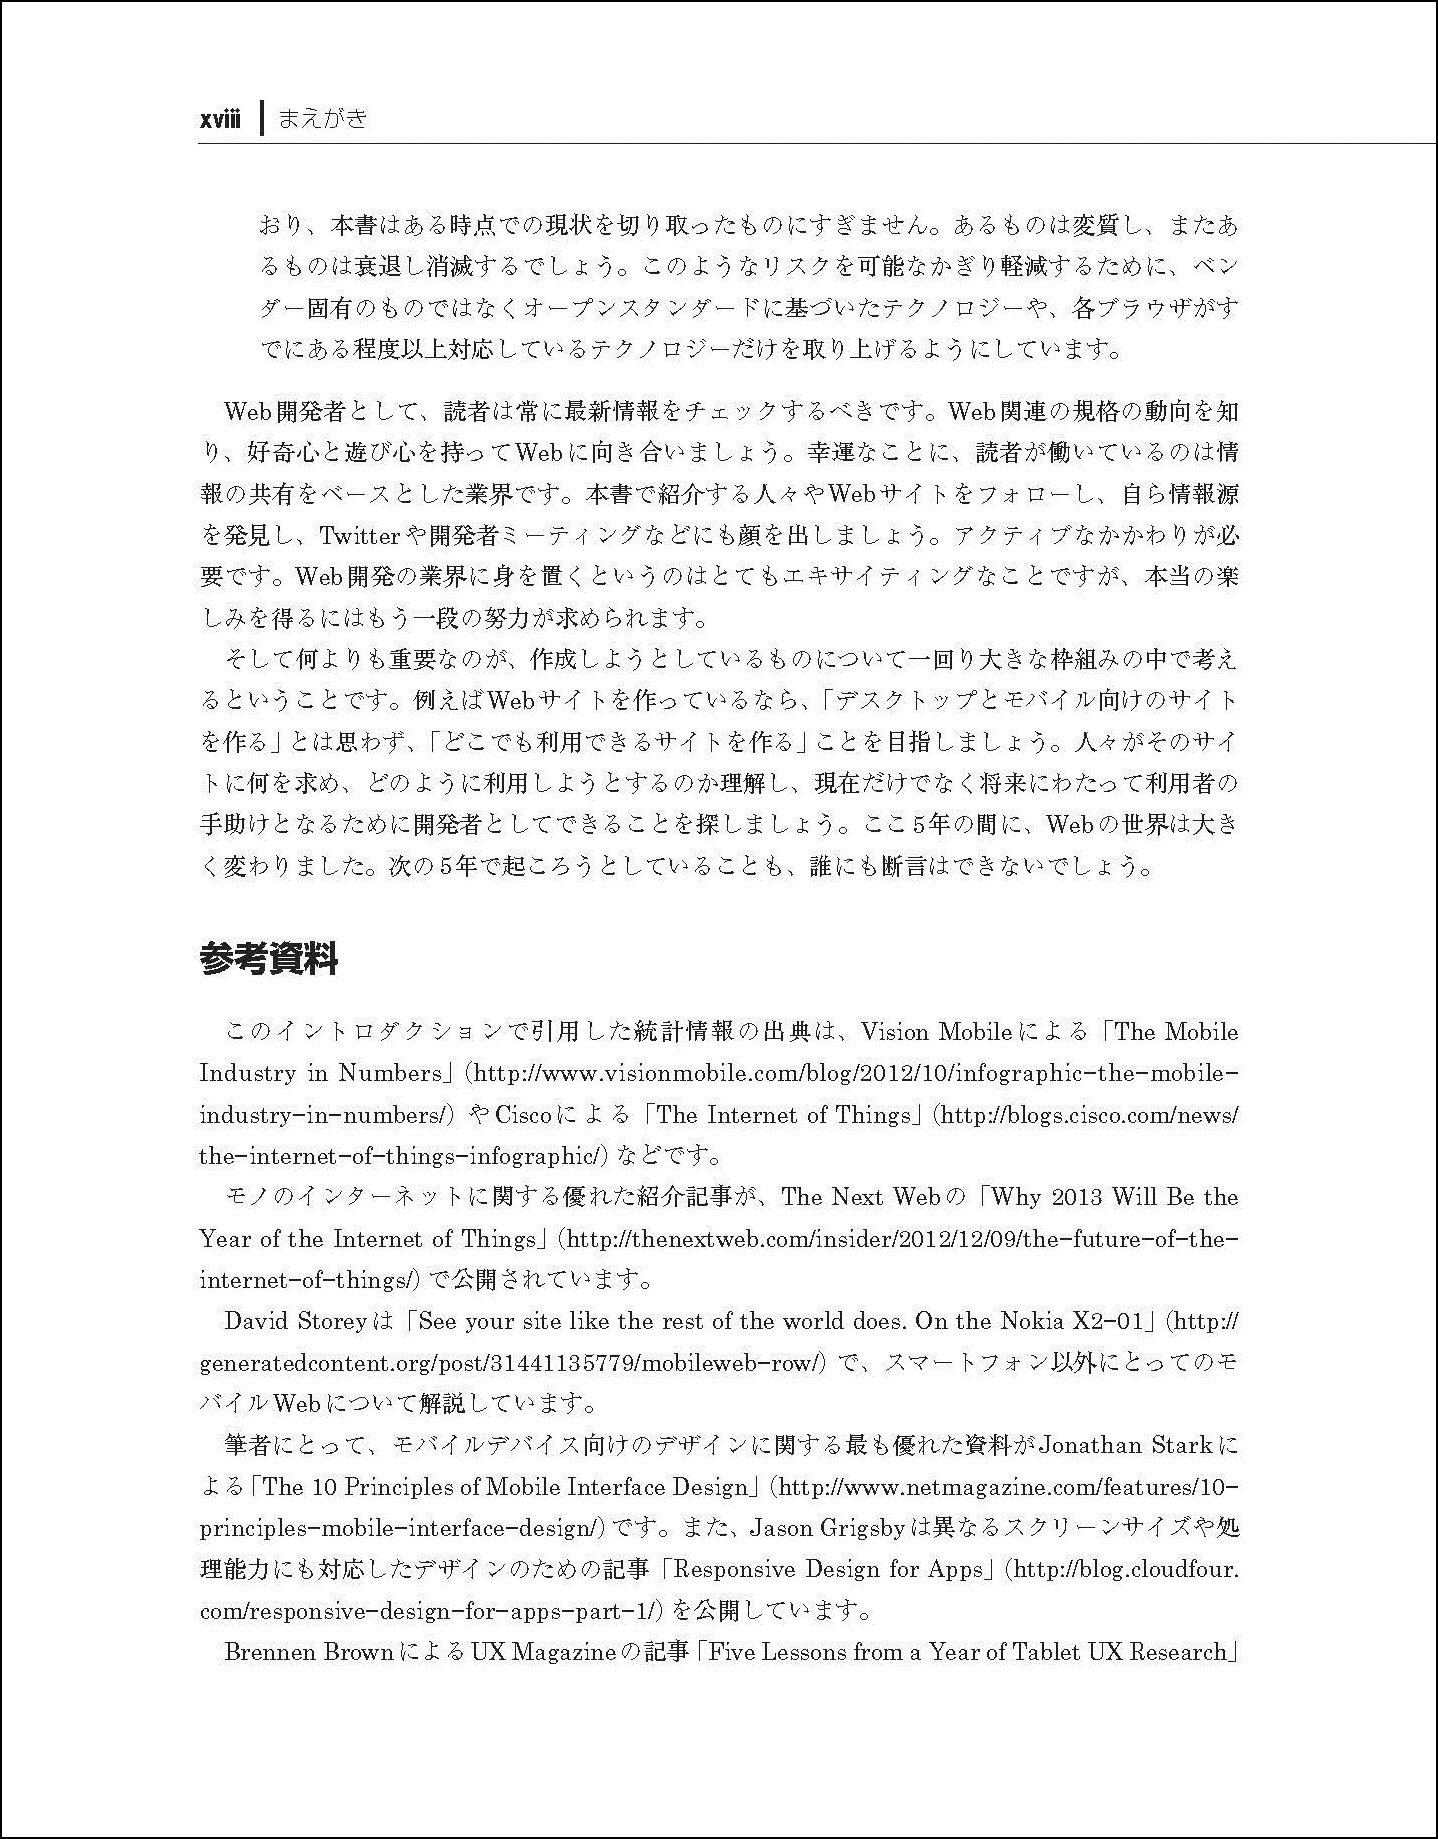 xviii | まえがき
おり、本書はある時点での現状を切り取ったものにすぎません。あるものは変質し、またあ
るものは衰退し消滅するでしょう。このようなリスクを可能なかぎり軽減するために、ベン
ダー固有のものではなくオープンスタンダードに基づいたテクノロジーや、各ブラウザがす
でにある程度以上対応しているテクノロジーだけを取り上げるようにしています。
Web開発者として、読者は常に最新情報をチェックするべきです。Web関連の規格の動向を知
り、好奇心と遊び心を持ってWebに向き合いましょう。幸運なことに、読者が働いているのは情
報の共有をベースとした業界です。本書で紹介する人々やWebサイトをフォローし、自ら情報源
を発見し、Twitterや開発者ミーティングなどにも顔を出しましょう。アクティブなかかわりが必
要です。Web開発の業界に身を置くというのはとてもエキサイティングなことですが、本当の楽
しみを得るにはもう一段の努力が求められます。
そして何よりも重要なのが、作成しようとしているものについて一回り大きな枠組みの中で考え
るということです。例えばWebサイトを作っているなら、「デスクトップとモバイル向けのサイト
を作る」とは思わず、「どこでも利用できるサイトを作る」ことを目指しましょう。人々がそのサイ
トに何を求め、どのように利用しようとするのか理解し、現在だけでなく将来にわたって利用者の
手助けとなるために開発者としてできることを探しましょう。ここ5年の間に、Webの世界は大き
く変わりました。次の5年で起ころうとしていることも、誰にも断言はできないでしょう。
参考資料
このイントロダクションで引用した統計情報の出典は、Vision Mobileによる「The Mobile
Industry in Numbers」（http://www.visionmobile.com/blog/2012/10/infographic-the-mobile-
industry-in-numbers/）やCiscoによる「The Internet of Things」（http://blogs.cisco.com/news/
the-internet-of-things-infographic/）などです。
モノのインターネットに関する優れた紹介記事が、The Next Webの「Why 2013 Will Be the
Year of the Internet of Things」（http://thenextweb.com/insider/2012/12/09/the-future-of-the-
internet-of-things/）で公開されています。
David Storeyは「See your site like the rest of the world does. On the Nokia X2-01」（http://
generatedcontent.org/post/31441135779/mobileweb-row/）で、スマートフォン以外にとってのモ
バイルWebについて解説しています。
筆者にとって、モバイルデバイス向けのデザインに関する最も優れた資料がJonathan Starkに
よる「The 10 Principles of Mobile Interface Design」（http://www.netmagazine.com/features/10-
principles-mobile-interface-design/）です。また、Jason Grigsbyは異なるスクリーンサイズや処
理能力にも対応したデザインのための記事「Responsive Design for Apps」（http://blog.cloudfour.
com/responsive-design-for-apps-part-1/）を公開しています。
Brennen BrownによるUX Magazineの記事「Five Lessons from a Year of Tablet UX Research」